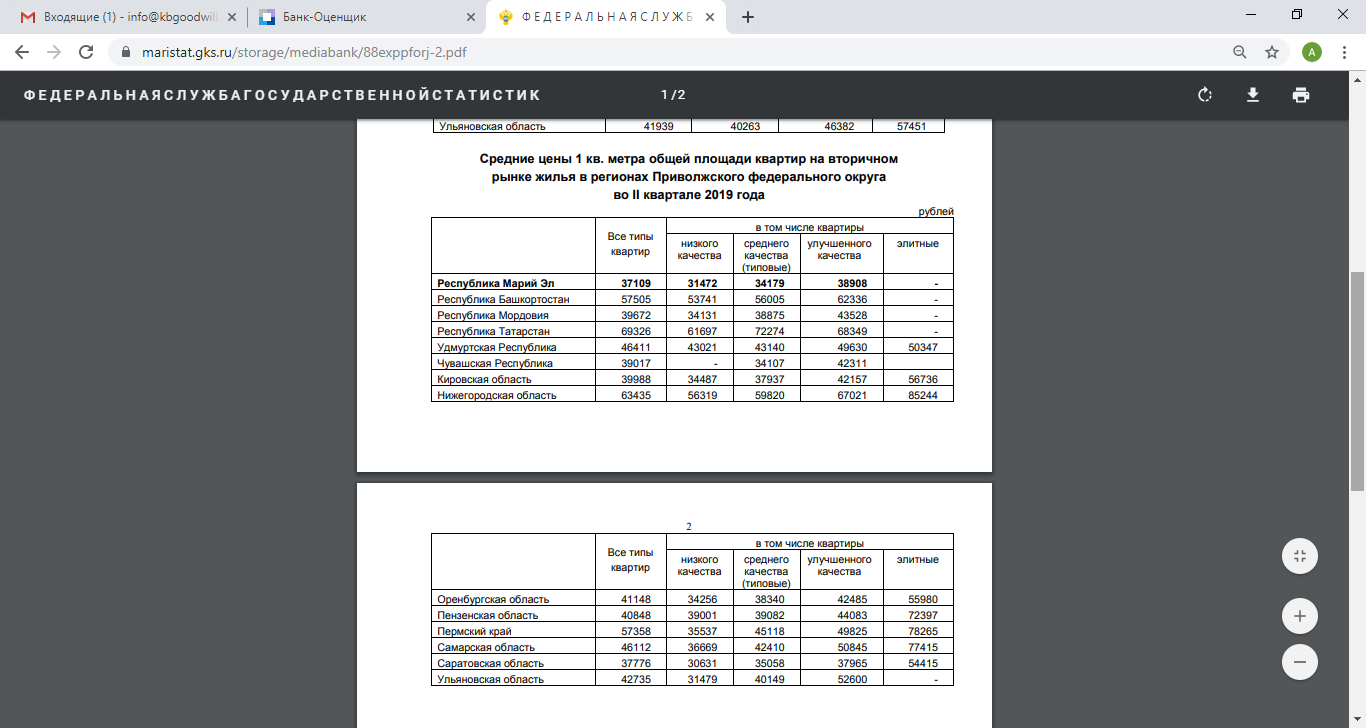 Входящие (1) - info@kbgoodwill
Банк-Оценщик
Ф Е Д Е Р А Л Ь Н А Я С Л У Ж Б
maristat.gks.ru/storage/mediabank/88exppforj-2.pdf
A
Ф Е Д Е Р А Л Ь Н А Я С Л У Ж Б А Г О С У Д А Р С Т В Е Н Н О Й С Т А Т И С Т И К
1 / 2
Ульяновская область 41939 40263 46382 57451
Средние цены 1 кв. метра общей площади квартир на вторичном
рынке жилья в регионах Приволжского федерального округа
во II квартале 2019 года
рублей
Все типы квартир
в том числе квартиры
низкого качества
среднего качества (типовые)
улучшенного качества
элитные
Республика Марий Эл 37109 31472 34179 38908 -
Республика Башкортостан 57505 53741 56005 62336 -
Республика Мордовия 39672 34131 38875 43528 -
Республика Татарстан 69326 61697 72274 68349 -
Удмуртская Республика 46411 43021 43140 49630 50347
Чувашская Республика 39017 - 34107 42311
Кировская область 39988 34487 37937 42157 56736
Нижегородская область 63435 56319 59820 67021 85244
2
Все типы квартир
в том числе квартиры
низкого качества
среднего качества (типовые)
улучшенного качества
элитные
Оренбургская область 41148 34256 38340 42485 55980
Пензенская область 40848 39001 39082 44083 72397
Пермский край 57358 35537 45118 49825 78265
Самарская область 46112 36669 42410 50845 77415
Саратовская область 37776 30631 35058 37965 54415
Ульяновская область 42735 31479 40149 52600 -